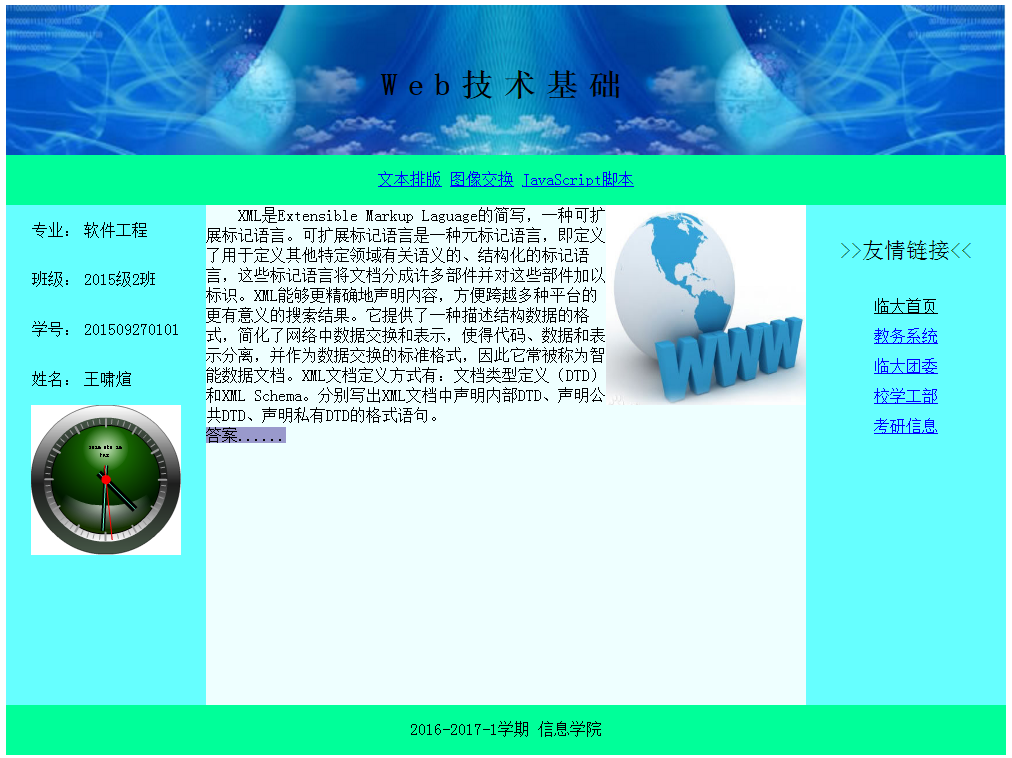 Web技术基础
文本排版 图像交换 JavaScript脚本
专业： 软件工程
班级： 2015级2班
学号： 201509270101
姓名： 王啸煊
XML是Extensible Markup Laguage的简写，一种可扩
展标记语言。可扩展标记语言是一种元标记语言，即定义
了用于定义其他特定领域有关语义的、结构化的标记语
言，这些标记语言将文档分成许多部件并对这些部件加以
标识。XML能够更精确地声明内容，方便跨越多种平台的
更有意义的搜索结果。它提供了一种描述结构数据的格
式，简化了网络中数据交换和表示，使得代码、数据和表
示分离，并作为数据交换的标准格式，因此它常被称为智
能数据文档。XML文档定义方式有：文档类型定义（DTD）
和XML Schema。分别写出XML文档中声明内部DTD、声明公
共DTD、声明私有DTD的格式语句。
答案......
WWW
>>友情链接<<
临大首页
教务系统
临大团委
校学工部
考研信息
2016-2017-1学期 信息学院